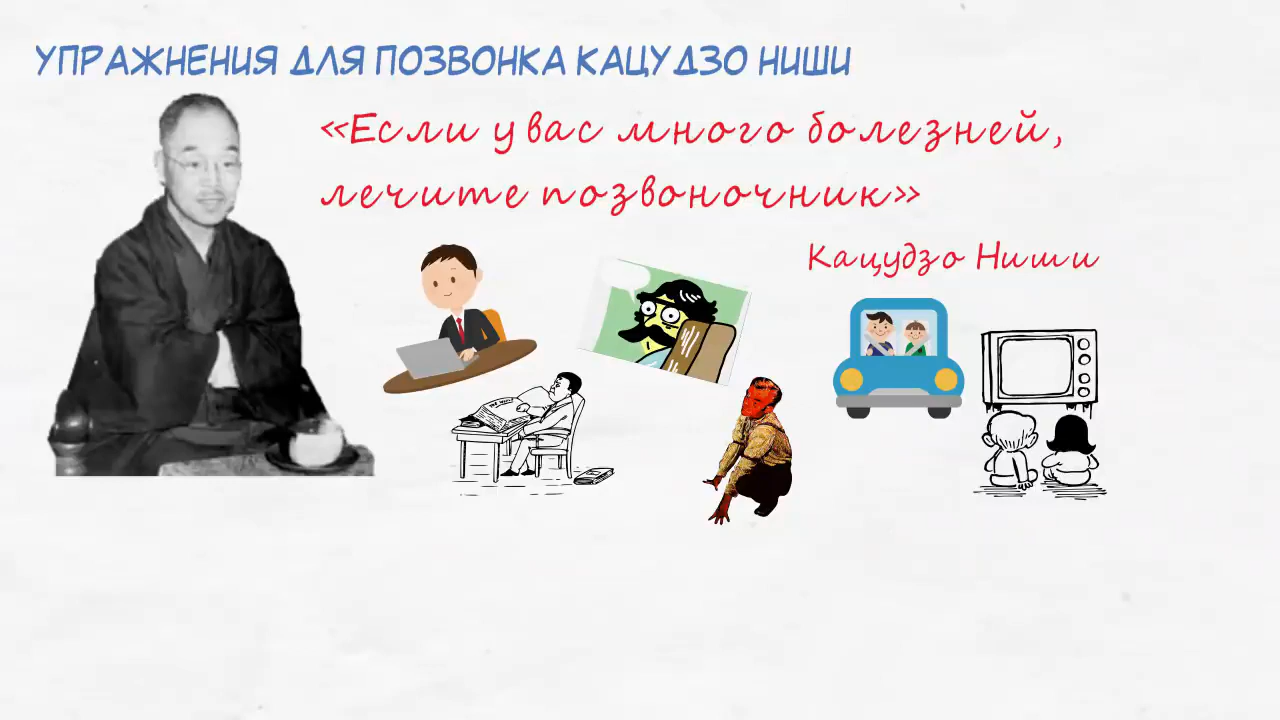 УПРАЖНЕНИЯ ДЛЯ ПОЗВОНКА КАЦУДЗО НИШИ
«Если у вас много болезней,
лечите позвоночник»
Кацудзо Ниши